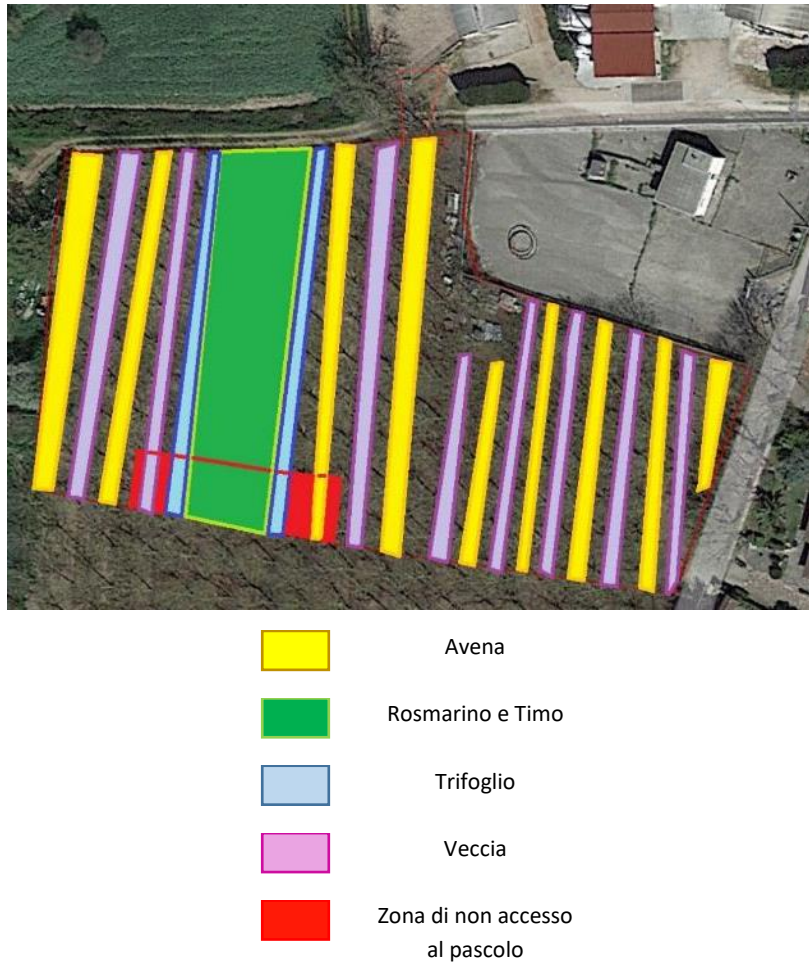 Avena
Rosmarino e Timo
Trifoglio
Veccia
Zona di non accesso
al pascolo